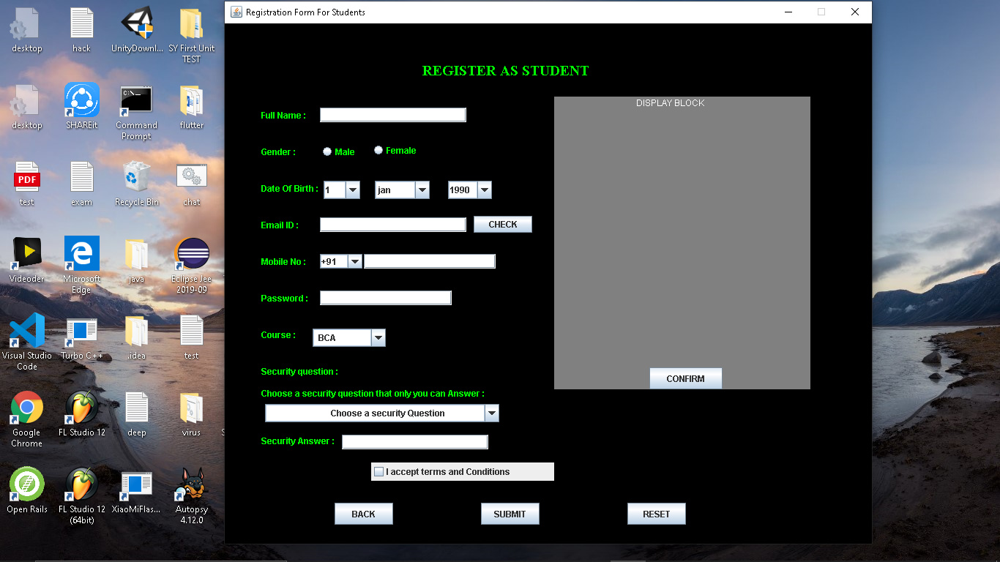 desktop
hack
UnityDownl...
SY First Unit
TEST
desktop
SHAREit
C:\_
Command
Prompt
flutter
PDF
test
exam
Recycle Bin
chat
Videoder
Microsoft
Edge
java
Eclipse Jee
2019-09
Visual Studio
Code
Turbo C++
.idea
test
Google
Chrome
FL Studio 12
deep
virus
Open Rails
FL Studio 12
(64bit)
XiaoMiFlas...
Autopsy
4.12.0
Registration Form For Students
REGISTER AS STUDENT
Full Name :
Gender : Male Female
Date Of Birth : 1 jan 1990
Email ID : CHECK
Mobile No : +91
Password :
Course : BCA
Security question :
Choose a security question that only you can Answer :
Choose a security Question
Security Answer :
I accept terms and Conditions
BACK SUBMIT RESET
DISPLAY BLOCK
CONFIRM